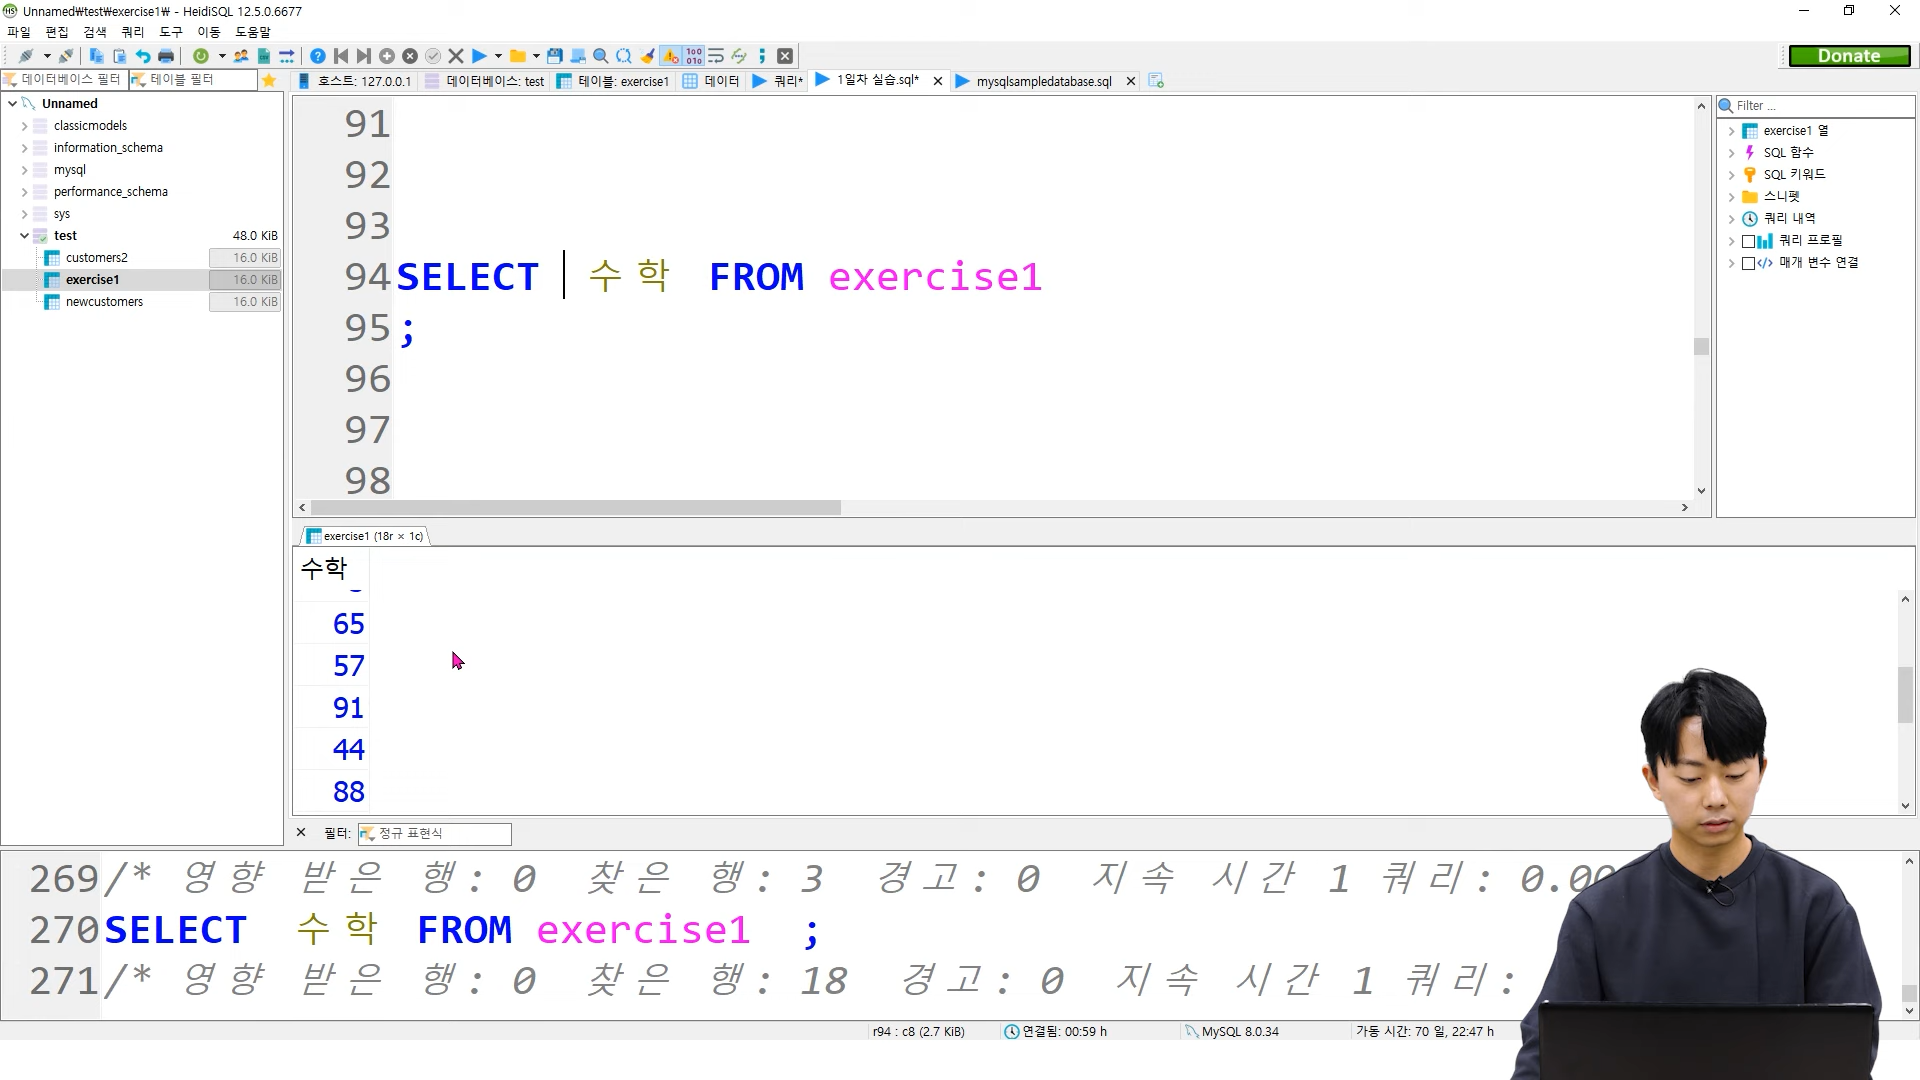 Unnamed₩test₩exercise1₩ - HeidiSQL 12.5.0.6677
파일 편집 검색 쿼리 도구 이동 도움말
Donate
데이터베이스 필터 테이블 필터
호스트: 127.0.0.1 데이터베이스: test 테이블: exercise1 데이터 쿼리* 1일차 실습.sql* mysqlsampledatabase.sql
Unnamed
classicmodels
information_schema
mysql
performance_schema
sys
test 48.0 KiB
customers2 16.0 KiB
exercise1 16.0 KiB
newcustomers 16.0 KiB
91
92
93
94 SELECT 수학 FROM exercise1
95 ;
96
97
98
Filter ...
exercise1 열
SQL 함수
SQL 키워드
스니펫
쿼리 내역
쿼리 프로필
매개 변수 연결
exercise1 (18r × 1c)
수학
65
57
91
44
88
필터: 정규 표현식
269 /* 영향 받은 행: 0 찾은 행: 3 경고: 0 지속 시간 1 쿼리: 0.00
270 SELECT 수학 FROM exercise1 ;
271 /* 영향 받은 행: 0 찾은 행: 18 경고: 0 지속 시간 1 쿼리:
r94 : c8 (2.7 KiB) 연결됨: 00:59 h MySQL 8.0.34 가동 시간: 70 일, 22:47 h